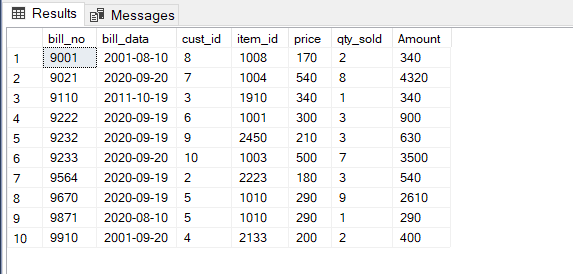 Results Messages
bill_no bill_data cust_id item_id price qty_sold Amount
1 9001 2001-08-10 8 1008 170 2 340
2 9021 2020-09-20 7 1004 540 8 4320
3 9110 2011-10-19 3 1910 340 1 340
4 9222 2020-09-19 6 1001 300 3 900
5 9232 2020-09-19 9 2450 210 3 630
6 9233 2020-09-20 10 1003 500 7 3500
7 9564 2020-09-19 2 2223 180 3 540
8 9670 2020-09-19 5 1010 290 9 2610
9 9871 2020-08-10 5 1010 290 1 290
10 9910 2001-09-20 4 2133 200 2 400